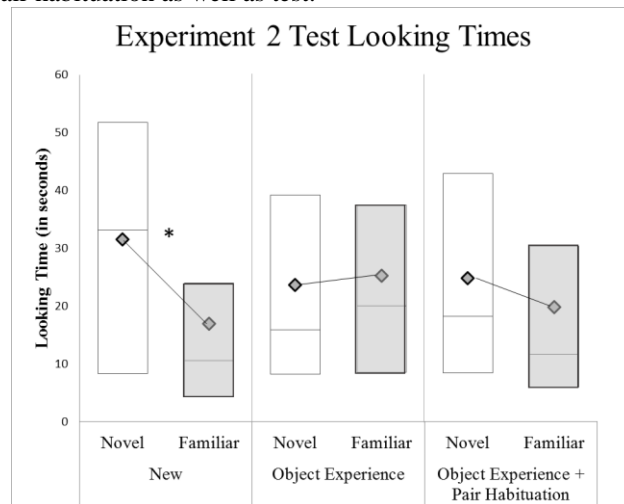 air habituation as well as test.
Experiment 2 Test Looking Times
Looking Time (in seconds)
60
50
40
30
20
10
0
*
Novel Familiar Novel Familiar Novel Familiar
New Object Experience Object Experience +
Pair Habituation